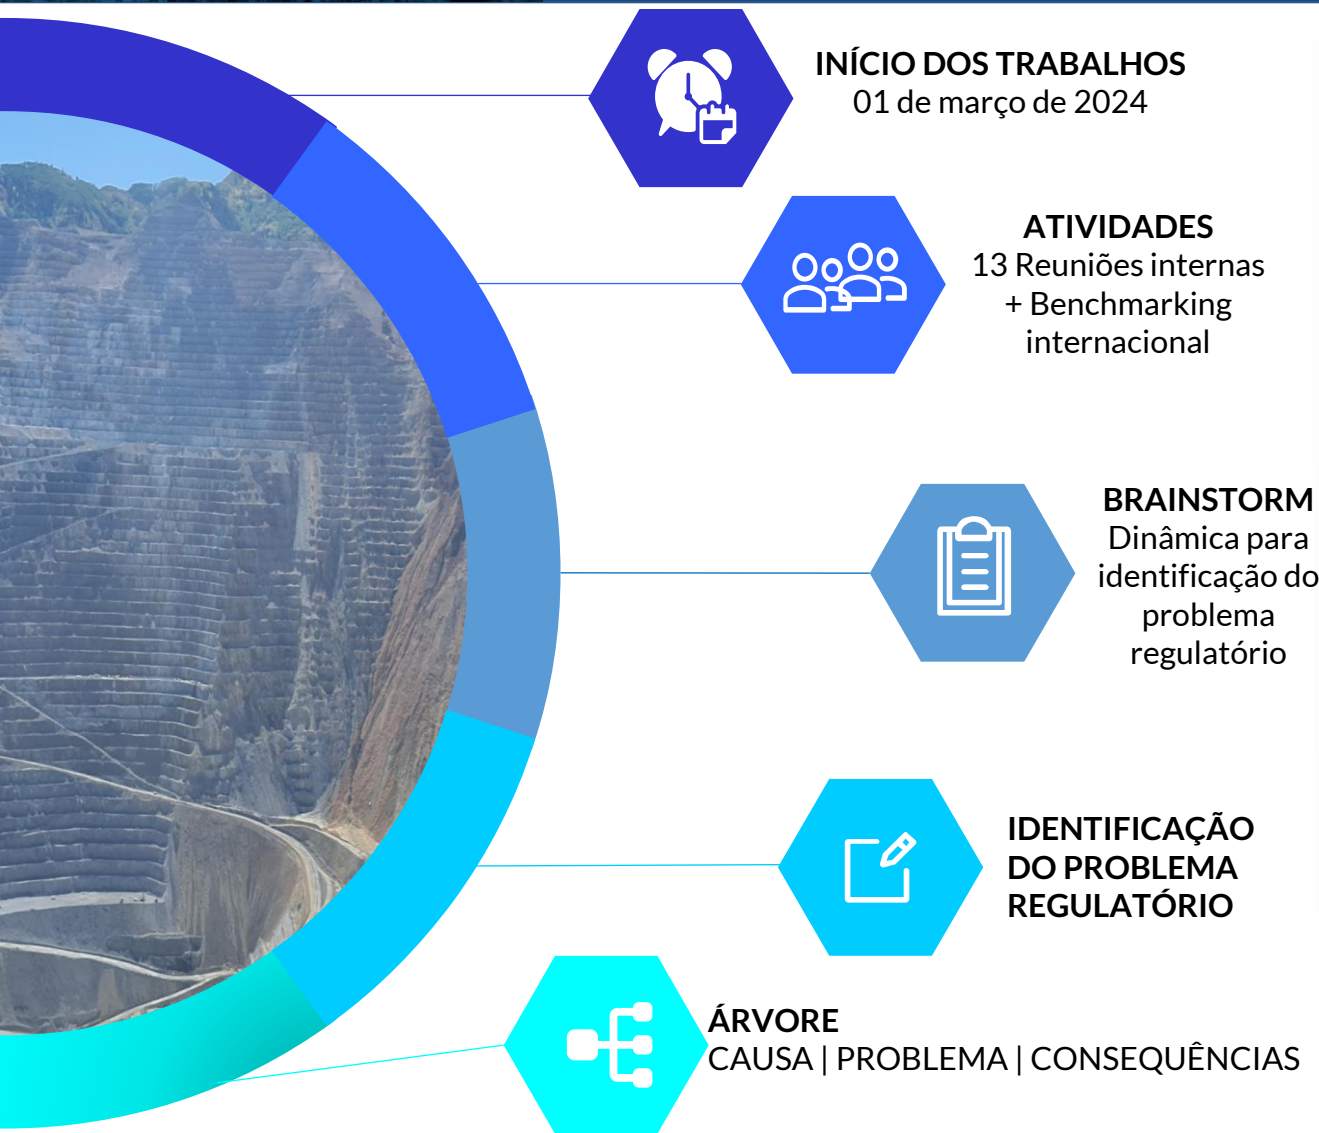 INÍCIO DOS TRABALHOS
01 de março de 2024
ATIVIDADES
13 Reuniões internas
+ Benchmarking
internacional
BRAINSTORM
Dinâmica para
identificação do
problema
regulatório
IDENTIFICAÇÃO
DO PROBLEMA
REGULATÓRIO
ÁRVORE
CAUSA | PROBLEMA | CONSEQUÊNCIAS